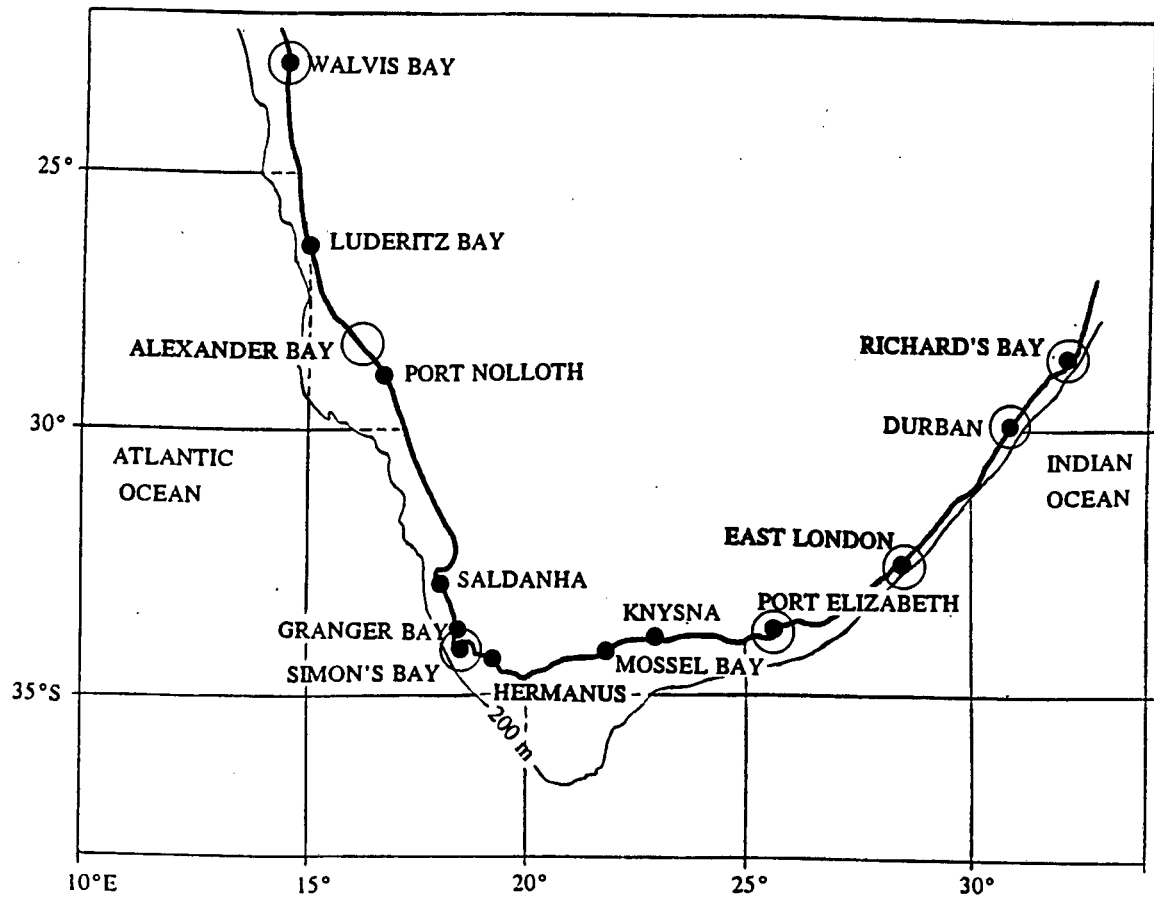 WALVIS BAY
25°
LUDERITZ BAY
ALEXANDER BAY
PORT NOLLOTH
RICHARD'S BAY
30°
DURBAN
ATLANTIC
OCEAN
INDIAN
OCEAN
EAST LONDON
SALDANHA
KNYSNA
PORT ELIZABETH
GRANGER BAY
SIMON'S BAY
MOSSEL BAY
35°S
HERMANUS
200 m
10°E
15°
20°
25°
30°